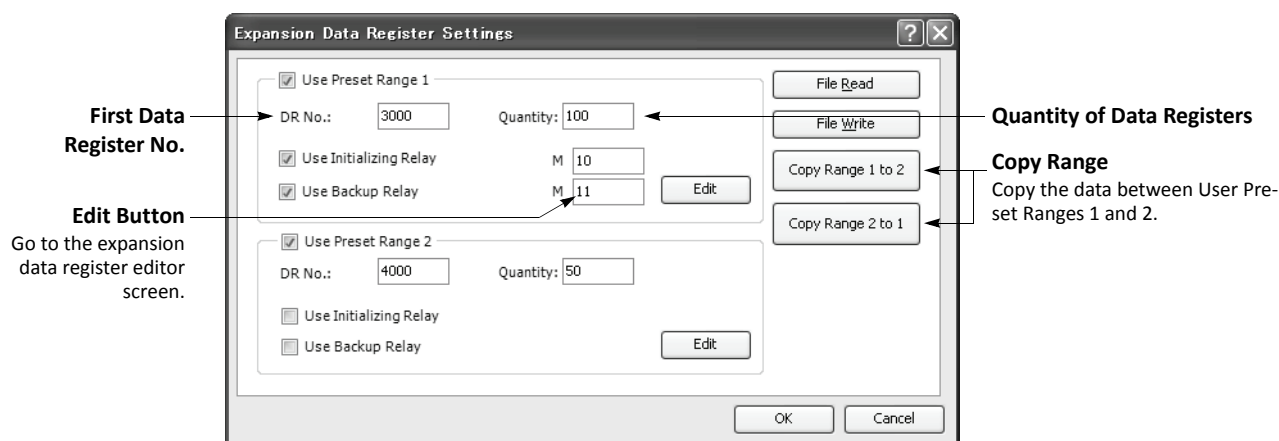 Expansion Data Register Settings
Use Preset Range 1
DR No.: 3000 Quantity: 100
Use Initializing Relay M 10
Use Backup Relay M 11 Edit
Use Preset Range 2
DR No.: 4000 Quantity: 50
Use Initializing Relay
Use Backup Relay Edit
File Read
File Write
Copy Range 1 to 2
Copy Range 2 to 1
OK Cancel
First Data
Register No.
Edit Button
Go to the expansion
data register editor
screen.
Quantity of Data Registers
Copy Range
Copy the data between User Pre-
set Ranges 1 and 2.